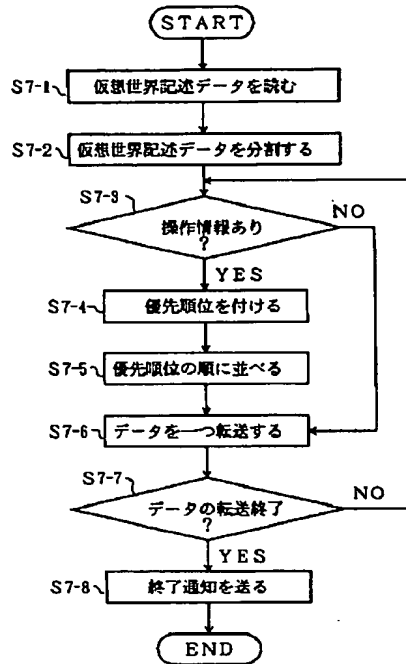 START
S7-1
仮想世界記述データを読む
S7-2
仮想世界記述データを分割する
S7-3
操作情報あり
?
NO
YES
S7-4
優先順位を付ける
S7-5
優先順位の順に並べる
S7-6
データを一つ転送する
S7-7
データの転送終了
?
NO
YES
S7-8
終了通知を送る
END